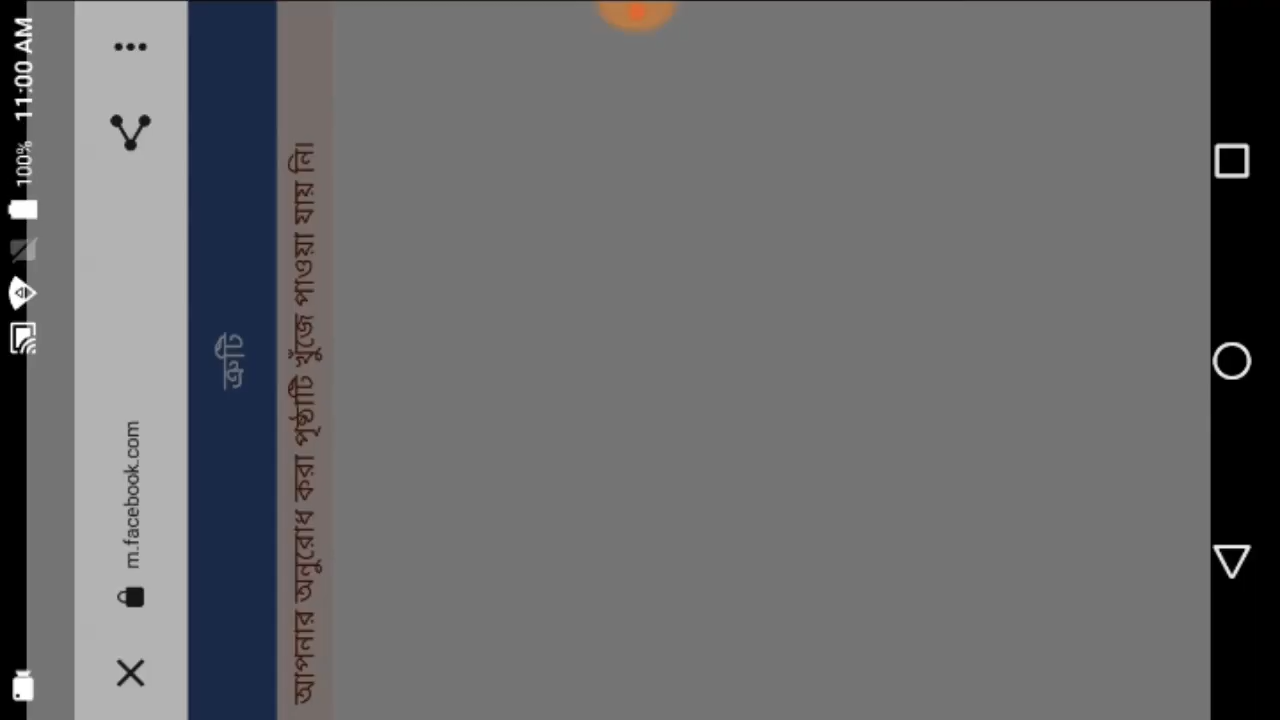 100% 11:00 AM
m.facebook.com
ত্রুটি
আপনার অনুরোধ করা পৃষ্ঠাটি খুঁজে পাওয়া যায় নি।